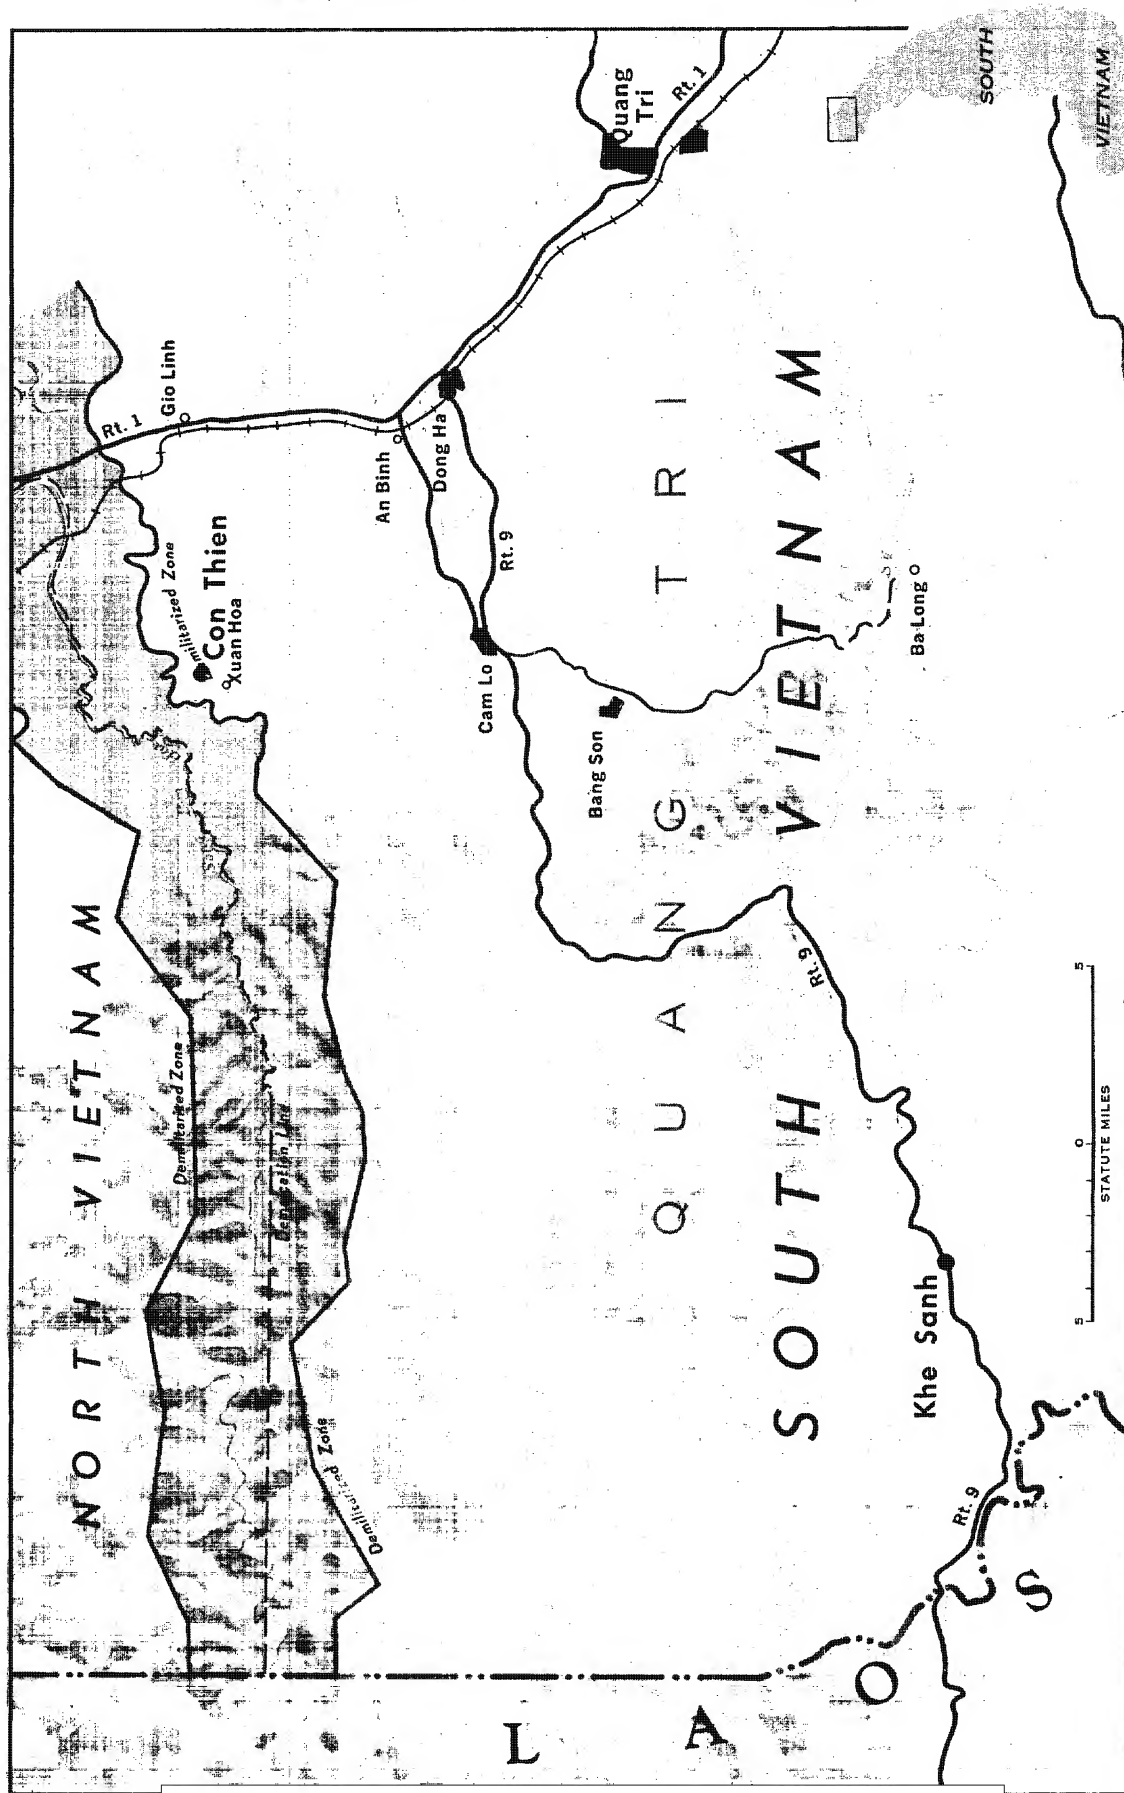 NORTH VIETNAM
Demilitarized Zone
Demarcation Line
Demilitarized Zone
militarized Zone
Con Thien
Xuan Hoa
Rt. 1
Gio Linh
An Binh
Dong Ha
Rt. 9
Cam Lo
Bang Son
Quang
Tri
Rt. 1
QUANG TRI
SOUTH VIETNAM
Ba Long
Rt. 9
Khe Sanh
Rt. 9
LAOS
5 0 5
STATUTE MILES
SOUTH
VIETNAM